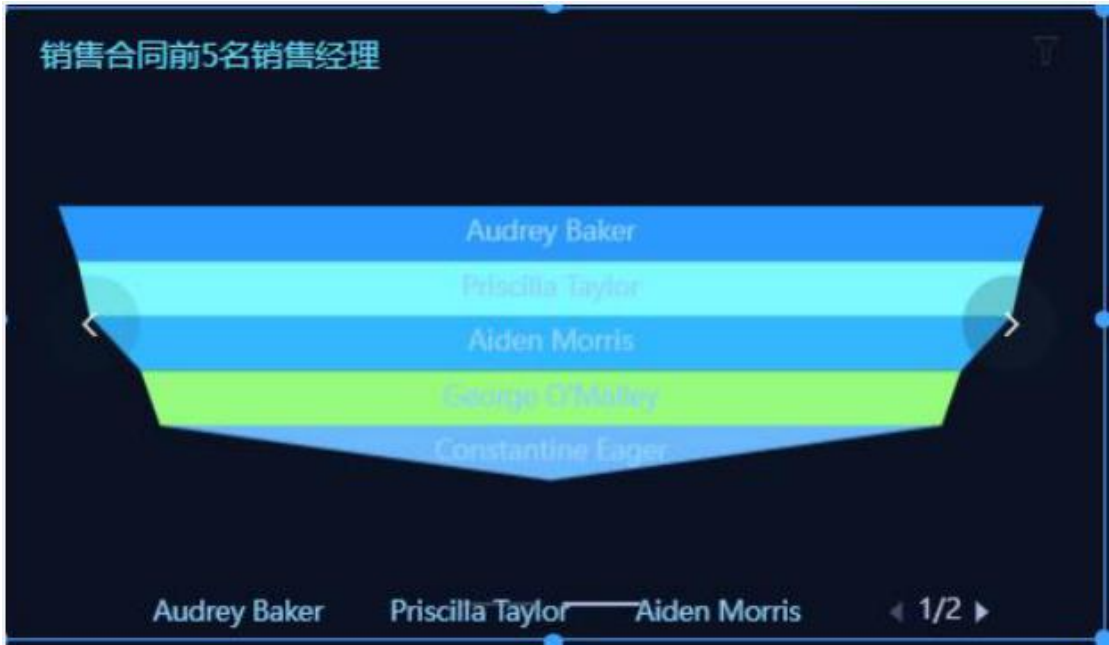 销售合同前5名销售经理
Audrey Baker
Priscilla Taylor
Aiden Morris
George O'Malley
Constantine Eager
Audrey Baker Priscilla Taylor Aiden Morris 1/2